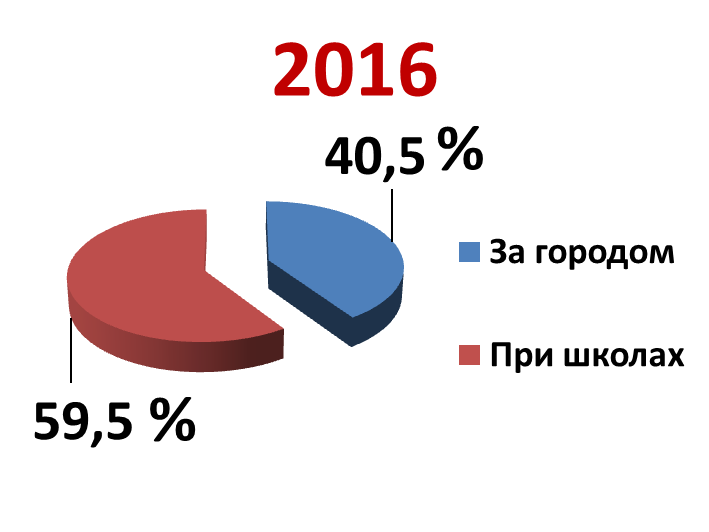 2016
40,5 %
За городом
При школах
59,5 %